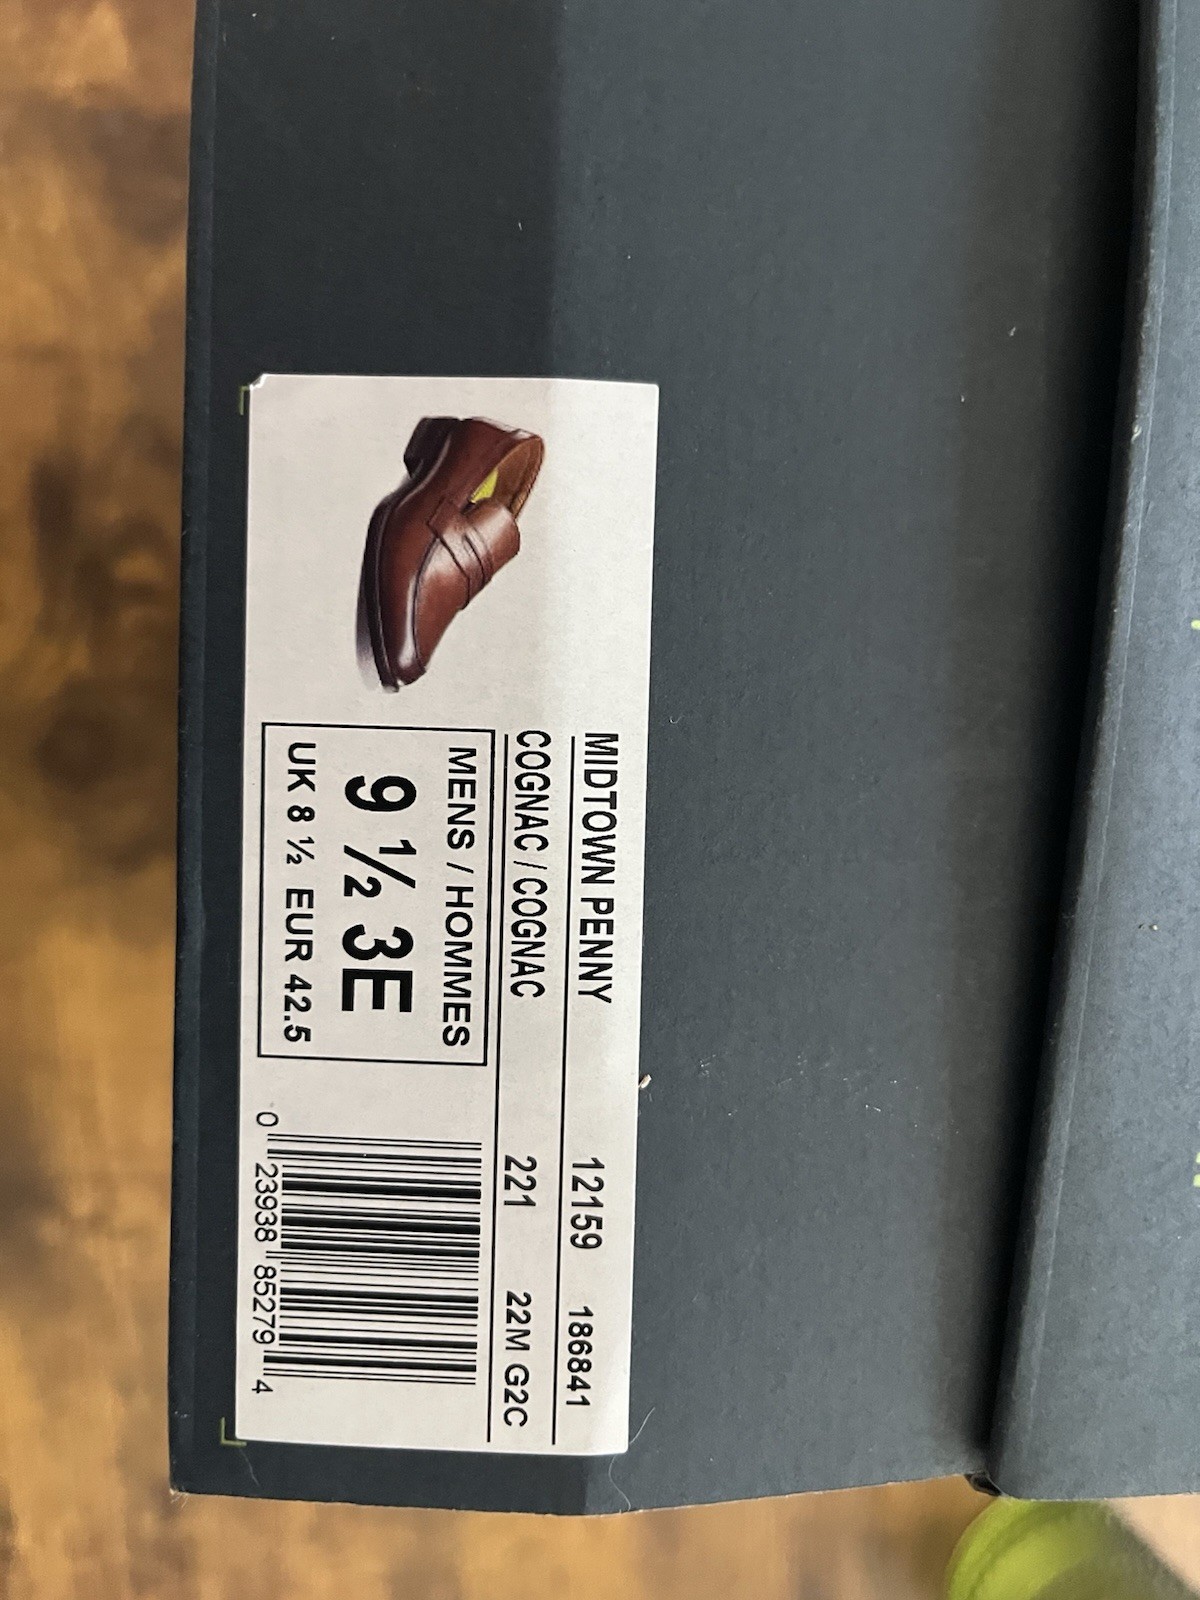 MIDTOWN PENNY 12159 186841
COGNAC / COGNAC 221 22M G2C
MENS / HOMMES
9 ½ 3E
UK 8 ½ EUR 42.5
0 23938 85279 4